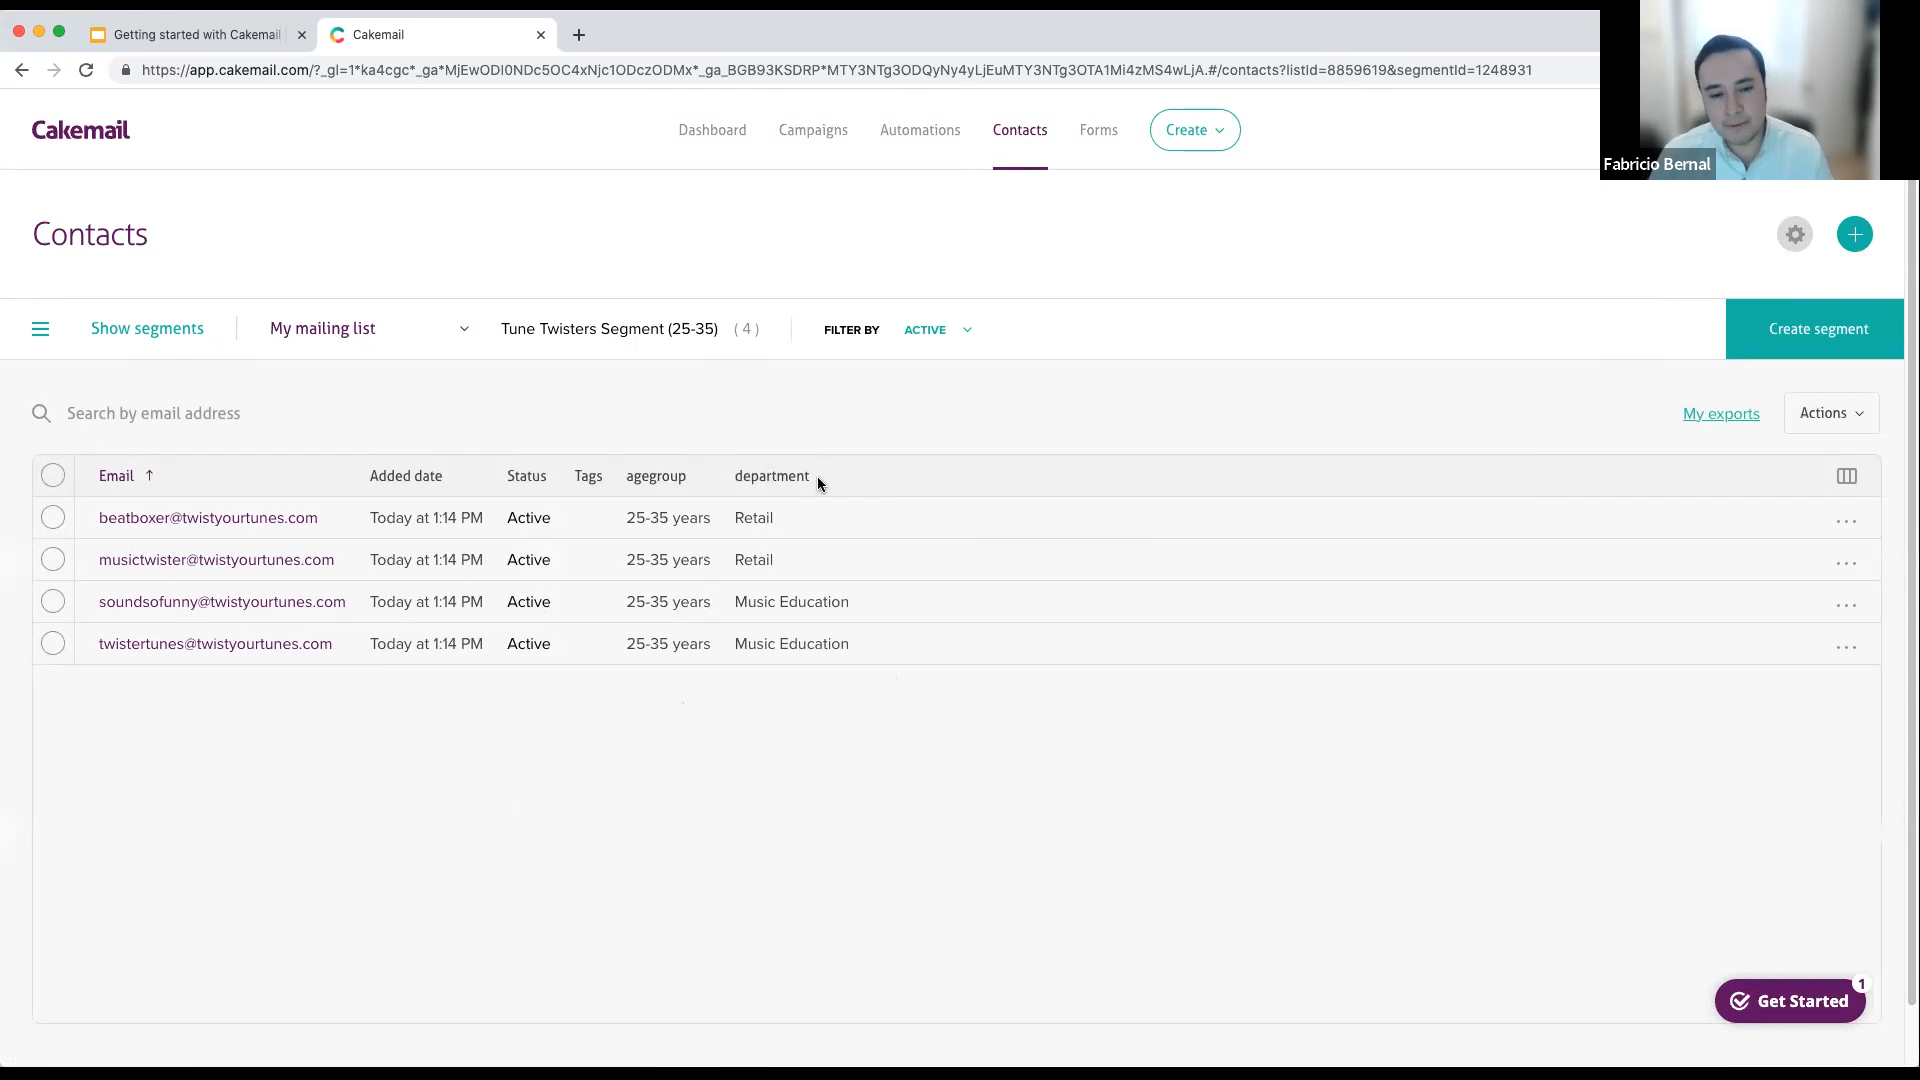 Getting started with Cakemail
Cakemail
https://app.cakemail.com/?_gl=1*ka4cgc*_ga*MjEwODI0NDc5OC4xNjc1ODczODMx*_ga_BGB93KSDRP*MTY3NTg3ODQyNy4yLjEuMTY3NTg3OTA1Mi4zMS4wLjA.#/contacts?listId=8859619&segmentId=1248931
Fabricio Bernal
Cakemail
Dashboard
Campaigns
Automations
Contacts
Forms
Create
Contacts
Show segments
My mailing list
Tune Twisters Segment (25-35) ( 4 )
FILTER BY ACTIVE
Create segment
Search by email address
My exports
Actions
Email ↑ Added date Status Tags agegroup department
beatboxer@twistyourtunes.com Today at 1:14 PM Active 25-35 years Retail
musictwister@twistyourtunes.com Today at 1:14 PM Active 25-35 years Retail
soundsofunny@twistyourtunes.com Today at 1:14 PM Active 25-35 years Music Education
twistertunes@twistyourtunes.com Today at 1:14 PM Active 25-35 years Music Education
1
Get Started